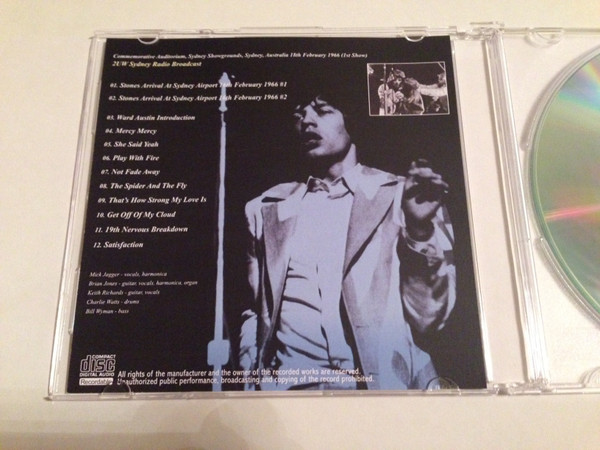 Commemorative Auditorium, Sydney Showgrounds, Sydney, Australia 18th February 1966 (1st Show)
2UW Sydney Radio Broadcast
01. Stones Arrival At Sydney Airport February 1966 #1
02. Stones Arrival At Sydney Airport February 1966 #2
03. Ward Austin Introduction
04. Mercy Mercy
05. She Said Yeah
06. Play With Fire
07. Not Fade Away
08. The Spider And The Fly
09. That's How Strong My Love Is
10. Get Off Of My Cloud
11. 19th Nervous Breakdown
12. Satisfaction
Mick Jagger - vocals, harmonica
Brian Jones - guitar, vocals, harmonica, organ
Keith Richards - guitar, vocals
Charlie Watts - drums
Bill Wyman - bass
COMPACT
disc
DIGITAL AUDIO
Recordable
All rights of the manufacturer and the owner of the recorded works are reserved.
Unauthorized public performance, broadcasting and copying of the record prohibited.